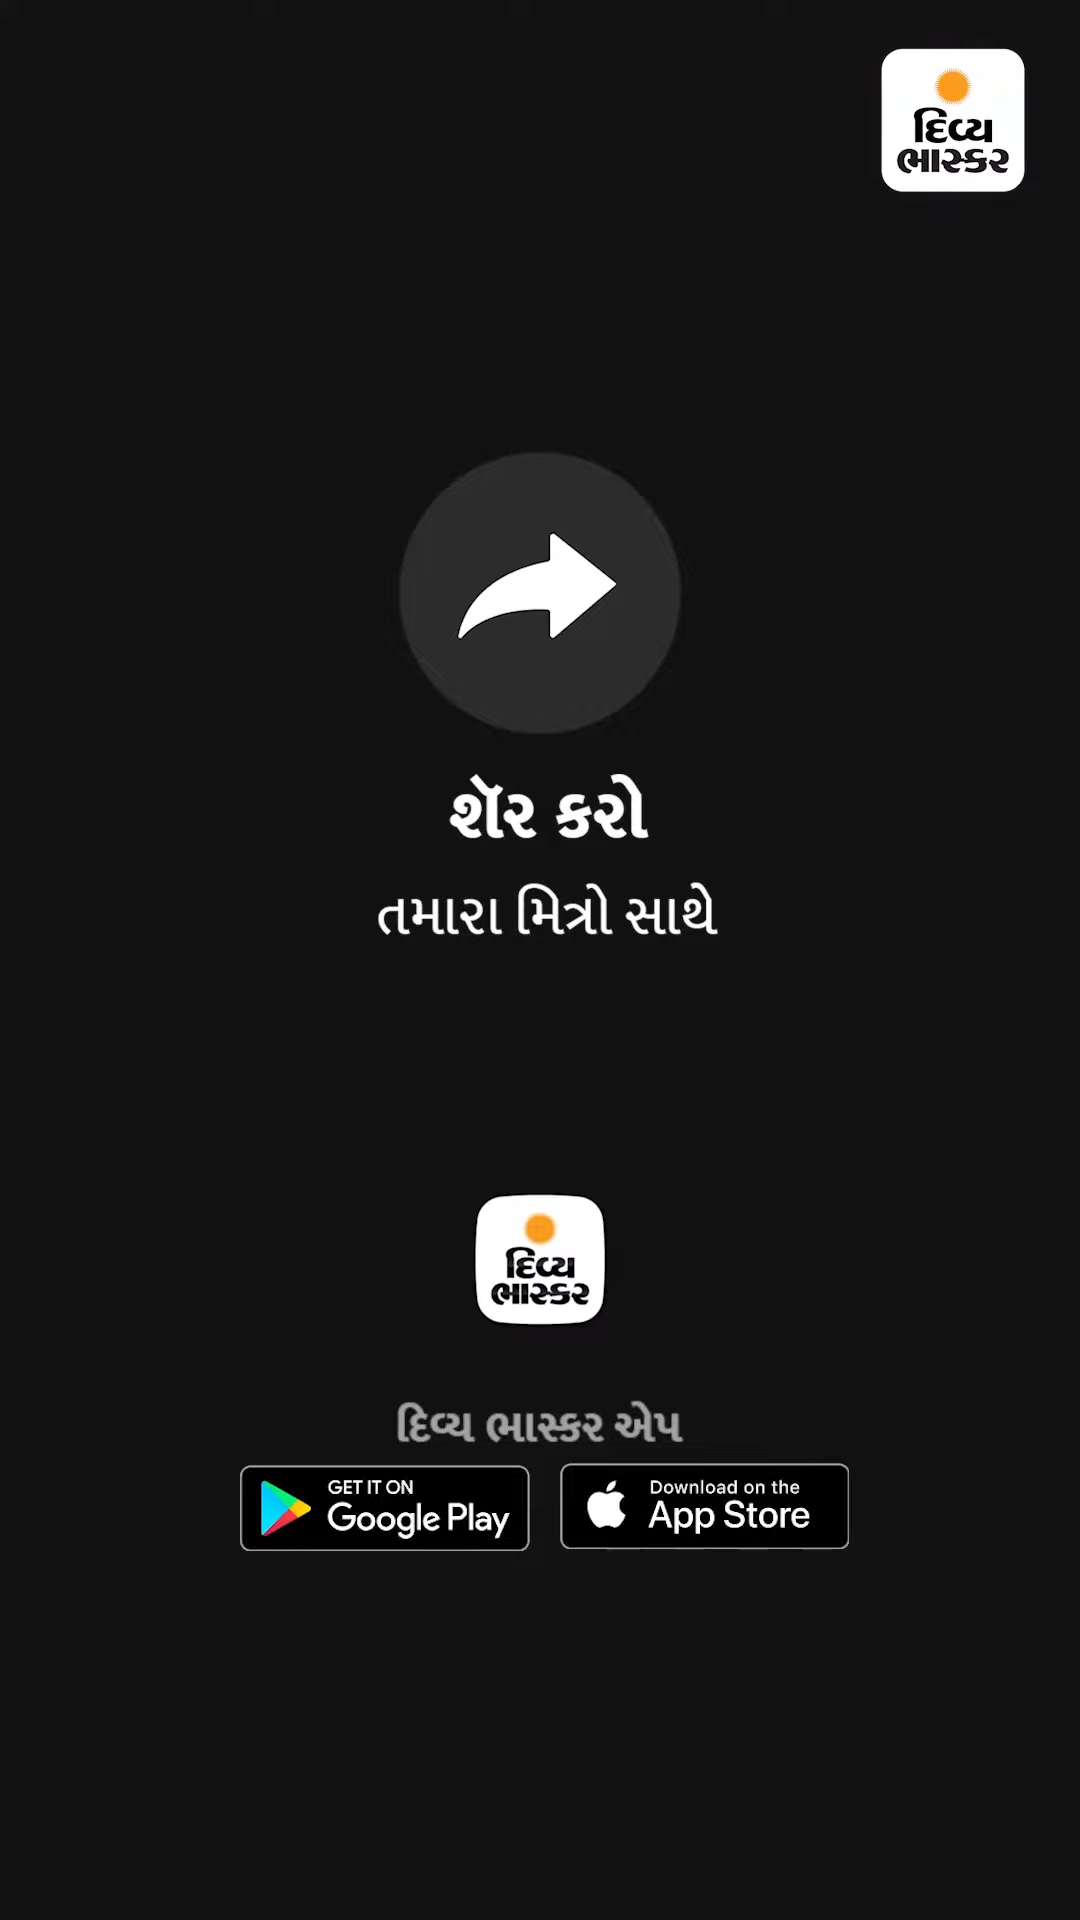 દિવ્ય
ભાસ્કર
શૅર કરો
તમારા મિત્રો સાથે
દિવ્ય
ભાસ્કર
દિવ્ય ભાસ્કર એપ
GET IT ON
Google Play
Download on the
App Store